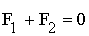 F₁ + F₂ = 0